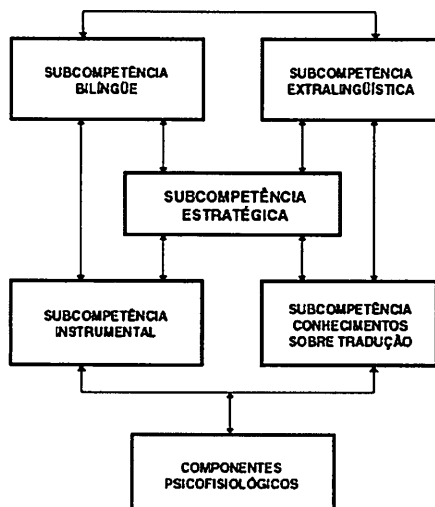 SUBCOMPETÊNCIA
BILÍNGÜE
SUBCOMPETÊNCIA
EXTRALINGÜÍSTICA
SUBCOMPETÊNCIA
ESTRATÉGICA
SUBCOMPETÊNCIA
INSTRUMENTAL
SUBCOMPETÊNCIA
CONHECIMENTOS
SOBRE TRADUÇÃO
COMPONENTES
PSICOFISIOLÓGICOS